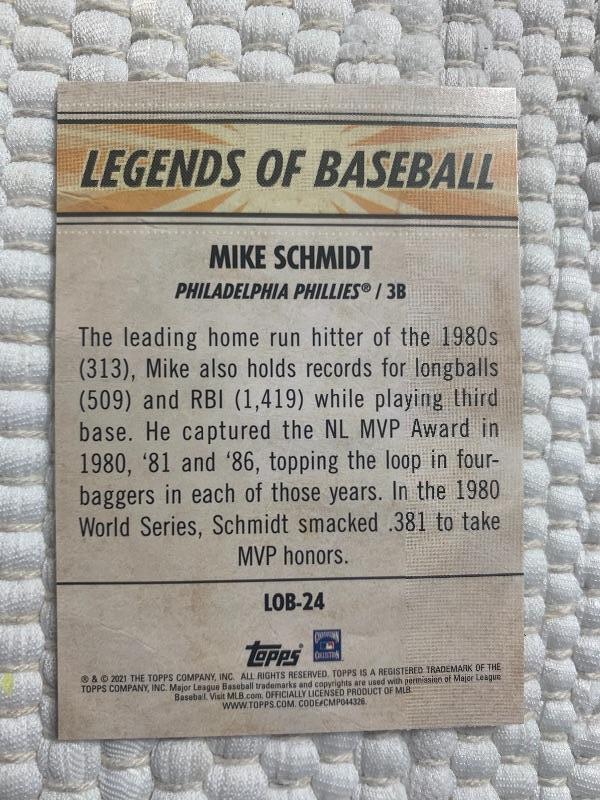 LEGENDS OF BASEBALL
MIKE SCHMIDT
PHILADELPHIA PHILLIES® / 3B
The leading home run hitter of the 1980s
(313), Mike also holds records for longballs
(509) and RBI (1,419) while playing third
base. He captured the NL MVP Award in
1980, ‘81 and ‘86, topping the loop in four-
baggers in each of those years. In the 1980
World Series, Schmidt smacked .381 to take
MVP honors.
LOB-24
Topps
COOPERSTOWN
COLLECTION
® & © 2021 THE TOPPS COMPANY, INC. ALL RIGHTS RESERVED. TOPPS IS A REGISTERED TRADEMARK OF THE
TOPPS COMPANY, INC. Major League Baseball trademarks and copyrights are used with permission of Major League
Baseball. Visit MLB.com. OFFICIALLY LICENSED PRODUCT OF MLB.
WWW.TOPPS.COM. CODE#CMP044326.